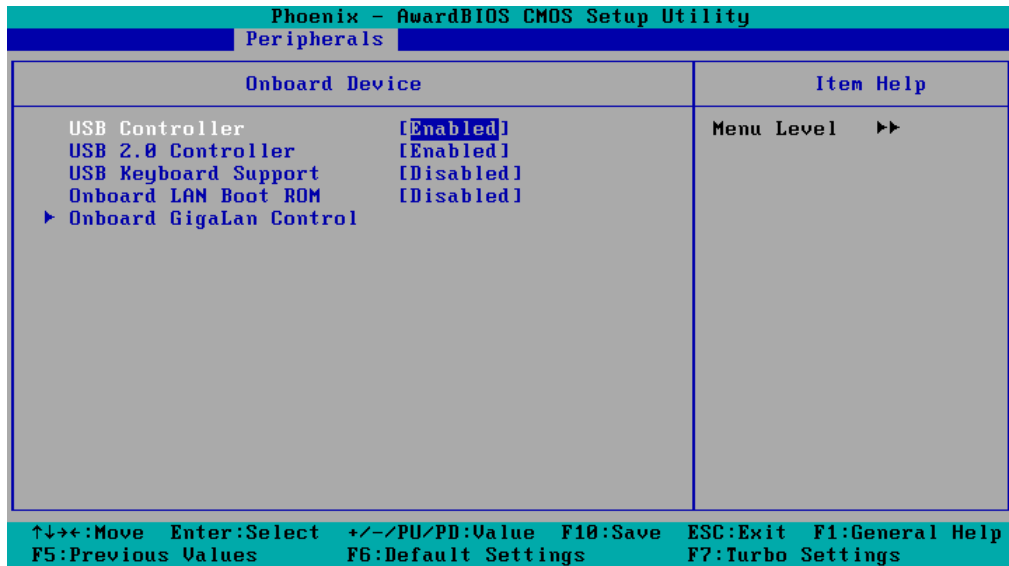 Phoenix - AwardBIOS CMOS Setup Utility
Peripherals
Onboard Device
Item Help
USB Controller [Enabled]
USB 2.0 Controller [Enabled]
USB Keyboard Support [Disabled]
Onboard LAN Boot ROM [Disabled]
▶ Onboard GigaLan Control
Menu Level ▶▶
↑↓→←:Move Enter:Select +/-/PU/PD:Value F10:Save ESC:Exit F1:General Help
F5:Previous Values F6:Default Settings F7:Turbo Settings